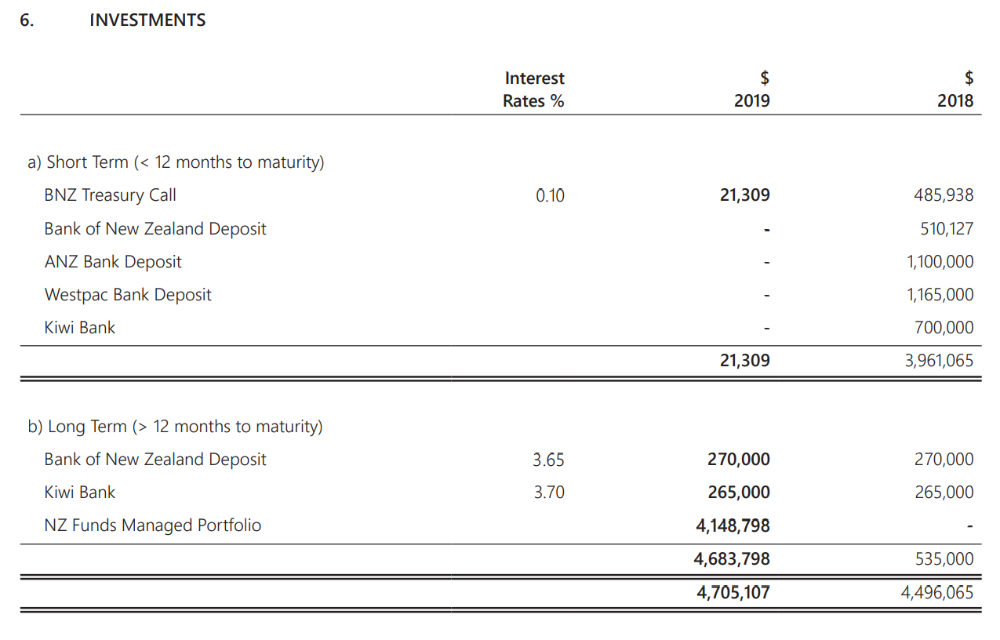 6. INVESTMENTS
Interest $ $
Rates % 2019 2018
a) Short Term (< 12 months to maturity)
BNZ Treasury Call 0.10 21,309 485,938
Bank of New Zealand Deposit - 510,127
ANZ Bank Deposit - 1,100,000
Westpac Bank Deposit - 1,165,000
Kiwi Bank - 700,000
21,309 3,961,065
b) Long Term (> 12 months to maturity)
Bank of New Zealand Deposit 3.65 270,000 270,000
Kiwi Bank 3.70 265,000 265,000
NZ Funds Managed Portfolio 4,148,798 -
4,683,798 535,000
4,705,107 4,496,065